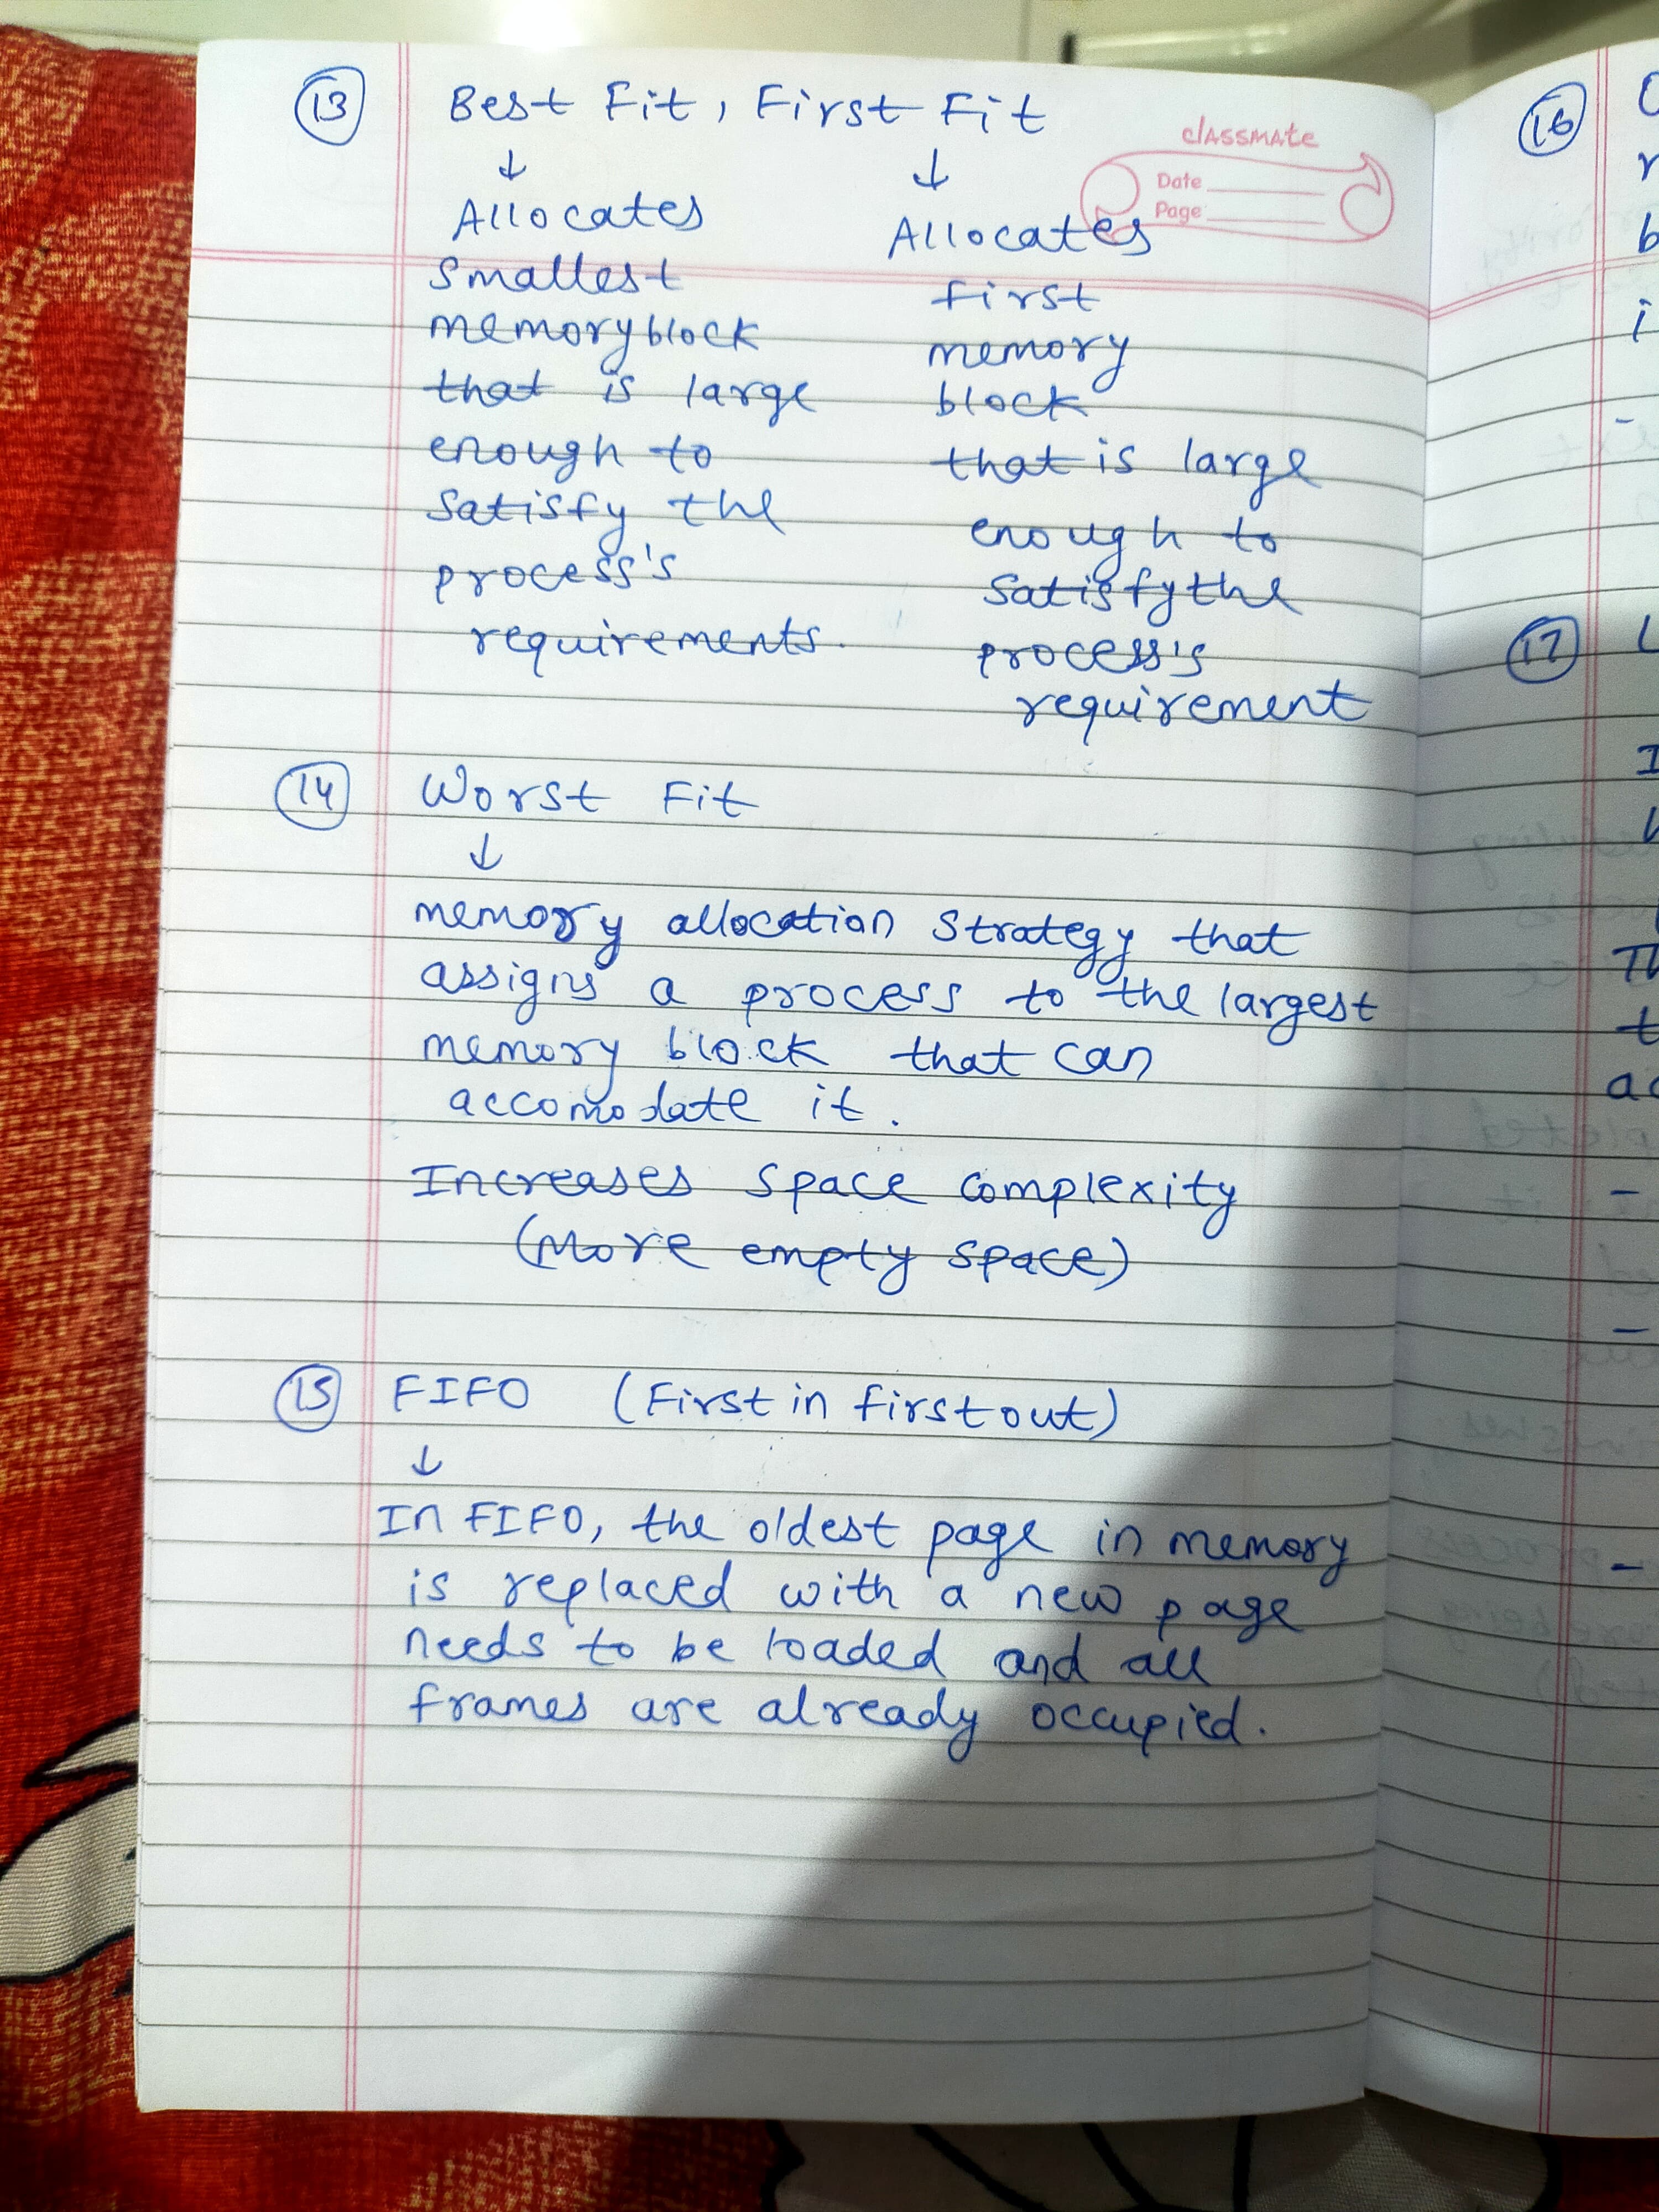 13 Best Fit, First Fit
classmate
Date
Page
↓
Allocates
smallest
memory block
that is large
enough to
satisfy the
process's
requirements.
↓
Allocates
first
memory
block
that is large
enough to
satisfy the
process's
requirement
14 Worst Fit
↓
memory allocation strategy that
assigns a process to the largest
memory block that can
accomodate it.
Increases space complexity
(more empty space)
15 FIFO (First in first out)
↓
In FIFO, the oldest page in memory
is replaced with a new page
needs to be loaded and all
frames are already occupied.
16
17